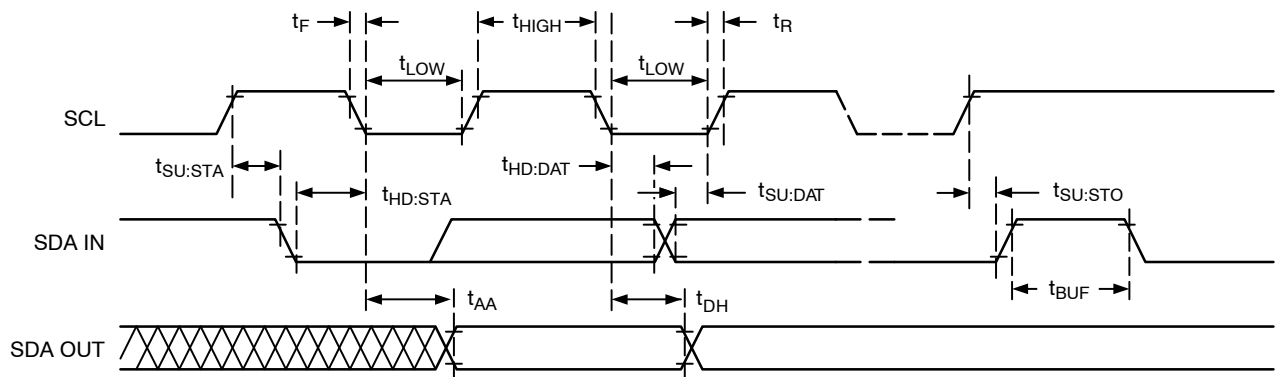 tF
tHIGH
tR
tLOW
tLOW
SCL
tSU:STA
tHD:STA
tHD:DAT
tSU:DAT
tSU:STO
SDA IN
tBUF
tAA
tDH
SDA OUT